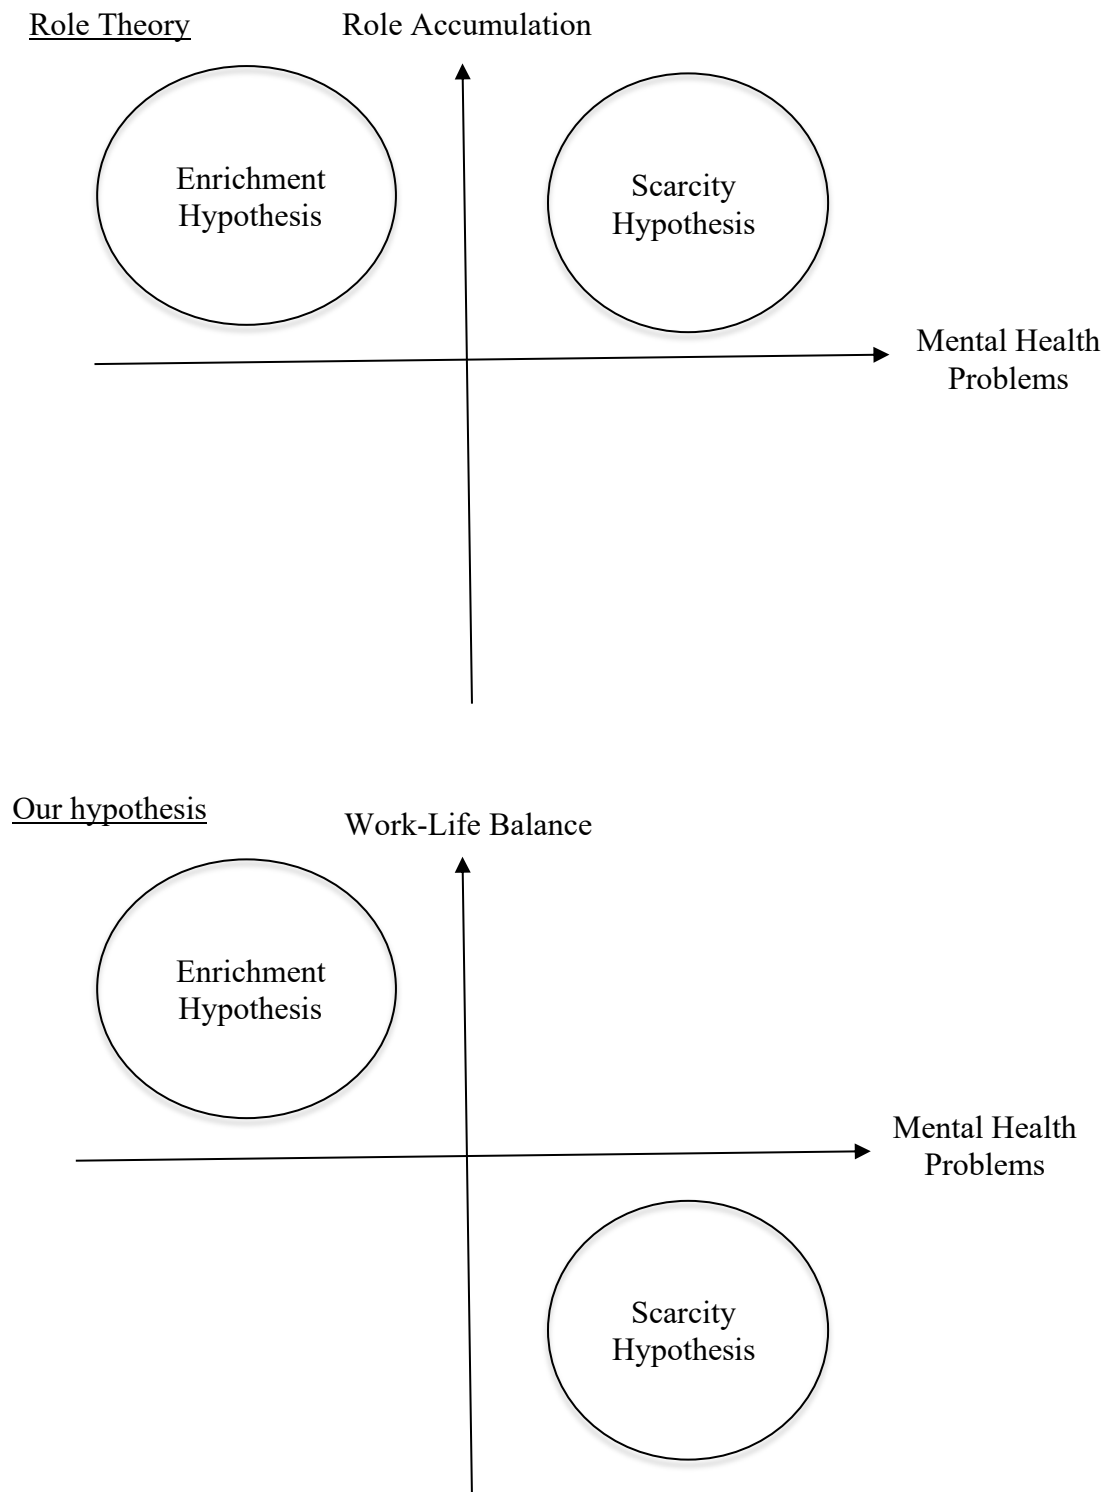 Role Theory
Role Accumulation
Enrichment
Hypothesis
Scarcity
Hypothesis
Mental Health
Problems
Our hypothesis
Work-Life Balance
Enrichment
Hypothesis
Mental Health
Problems
Scarcity
Hypothesis